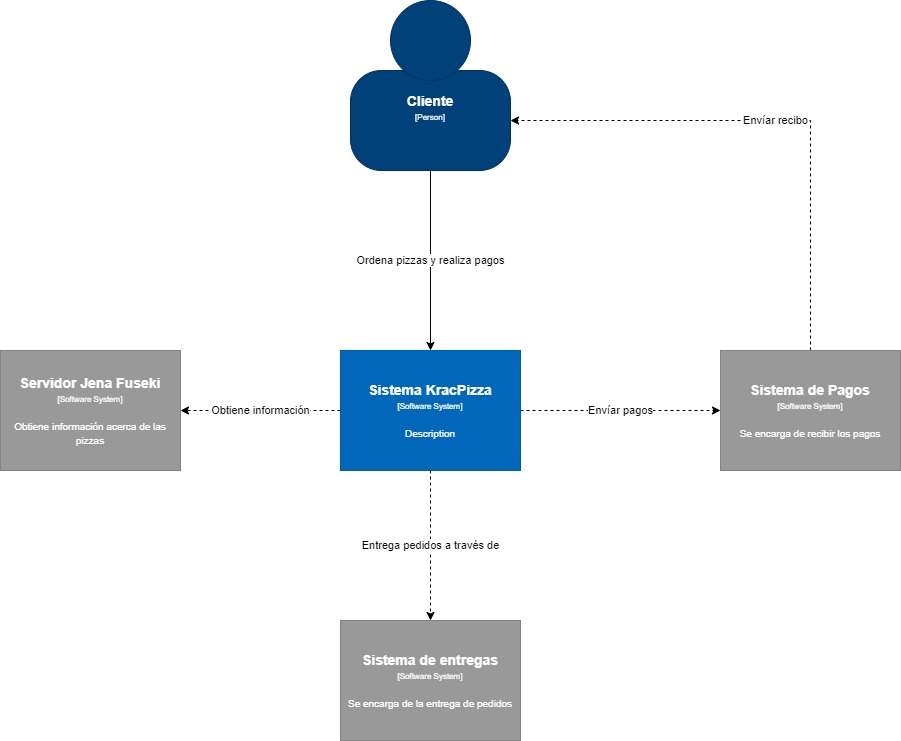 Cliente
[Person]
Envíar recibo
Ordena pizzas y realiza pagos
Servidor Jena Fuseki
[Software System]
Obtiene información acerca de las
pizzas
Obtiene información
Sistema KracPizza
[Software System]
Description
Envíar pagos
Sistema de Pagos
[Software System]
Se encarga de recibir los pagos
Entrega pedidos a través de
Sistema de entregas
[Software System]
Se encarga de la entrega de pedidos